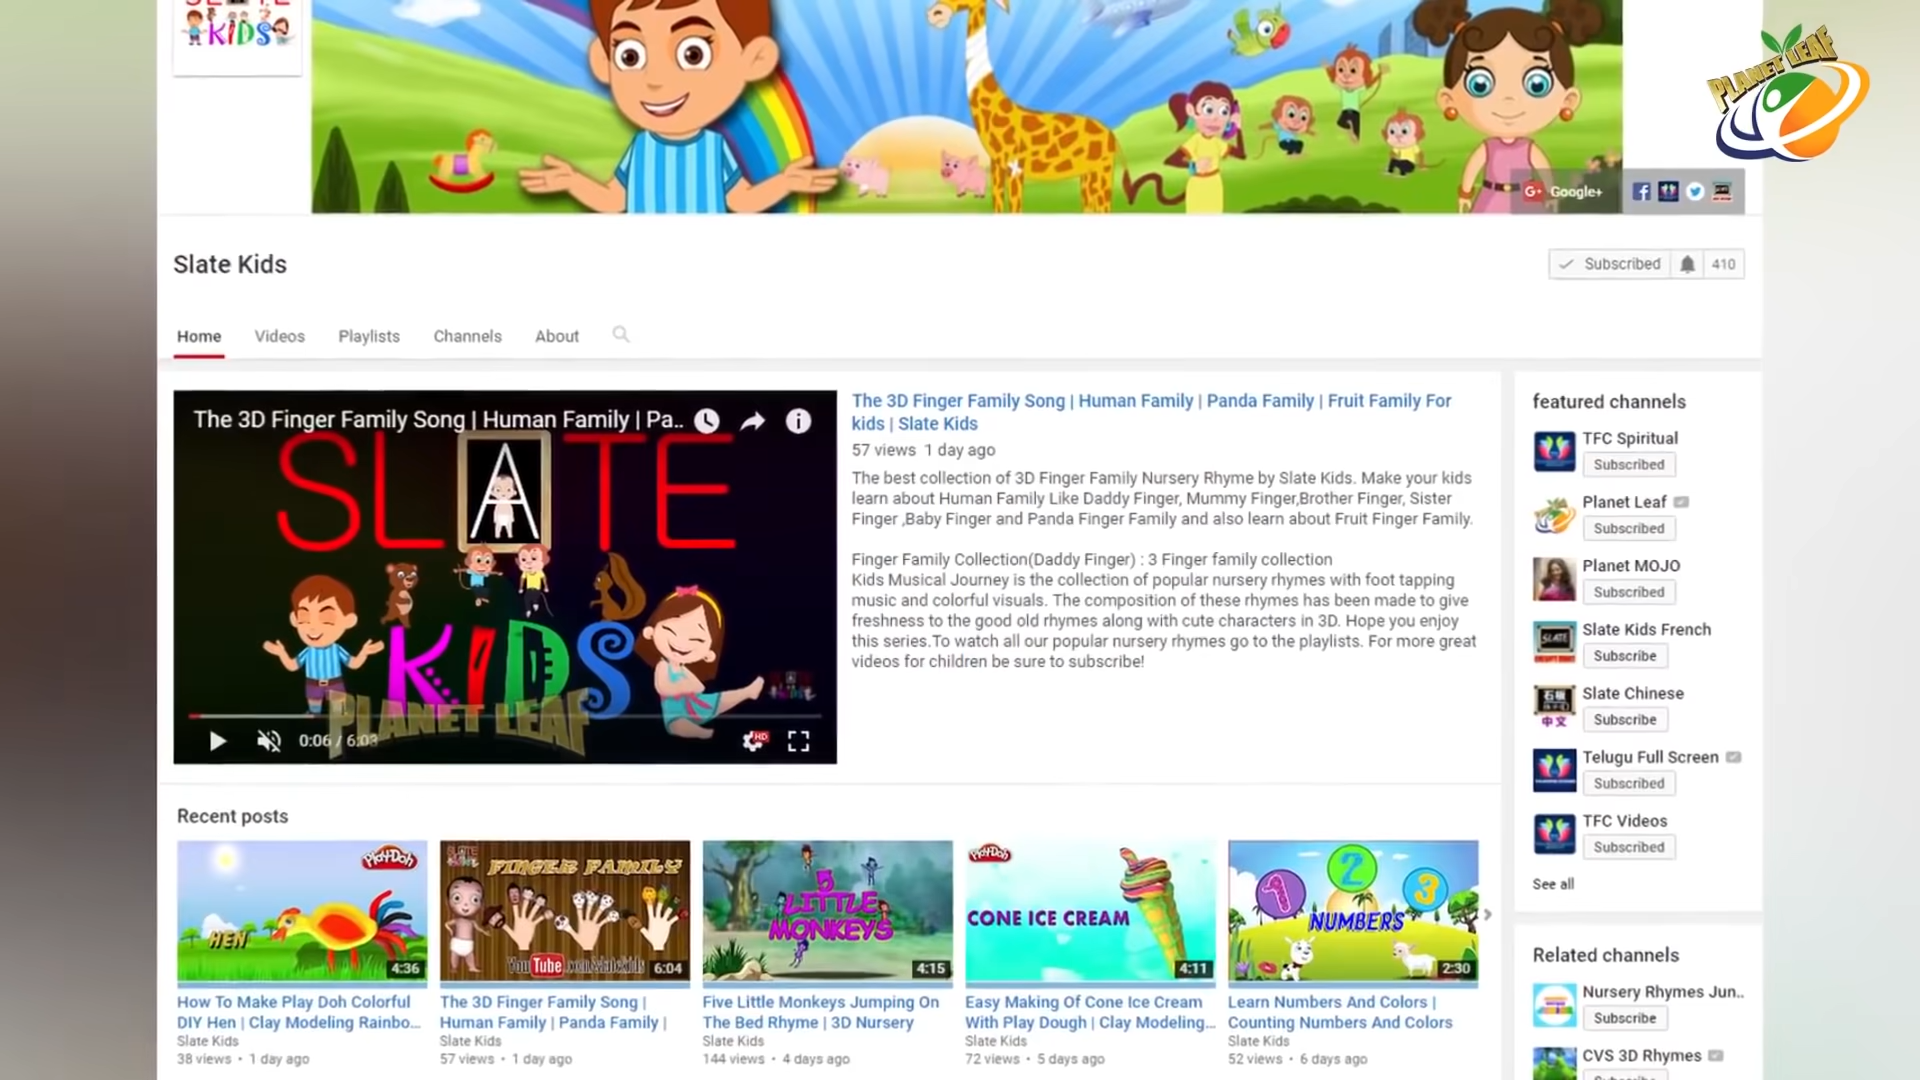 SLATE
KIDS
PLANET LEAF
G+ Google+
Slate Kids
Subscribed 410
Home Videos Playlists Channels About
The 3D Finger Family Song | Human Family | Pa..
SLATE
KIDS
PLANET LEAF
0:06 / 6:03
HD
The 3D Finger Family Song | Human Family | Panda Family | Fruit Family For
kids | Slate Kids
57 views 1 day ago
The best collection of 3D Finger Family Nursery Rhyme by Slate Kids. Make your kids
learn about Human Family Like Daddy Finger, Mummy Finger,Brother Finger, Sister
Finger ,Baby Finger and Panda Finger Family and also learn about Fruit Finger Family.
Finger Family Collection(Daddy Finger) : 3 Finger family collection
Kids Musical Journey is the collection of popular nursery rhymes with foot tapping
music and colorful visuals. The composition of these rhymes has been made to give
freshness to the good old rhymes along with cute characters in 3D. Hope you enjoy
this series.To watch all our popular nursery rhymes go to the playlists. For more great
videos for children be sure to subscribe!
featured channels
TFC Spiritual
Subscribed
Planet Leaf
Subscribed
Planet MOJO
Subscribed
Slate Kids French
Subscribe
SLATE
Slate Chinese
Subscribe
中文
Telugu Full Screen
Subscribed
TFC Videos
Subscribed
See all
Related channels
Nursery Rhymes Jun..
Subscribe
CVS 3D Rhymes
Recent posts
Play-Doh
HEN
4:36
How To Make Play Doh Colorful
DIY Hen | Clay Modeling Rainbo...
Slate Kids
38 views • 1 day ago
SLATE
FINGER FAMILY
YouTube.com/slatekids
6:04
The 3D Finger Family Song |
Human Family | Panda Family |
Slate Kids
57 views • 1 day ago
5
LITTLE
MONKEYS
4:15
Five Little Monkeys Jumping On
The Bed Rhyme | 3D Nursery
Slate Kids
144 views • 4 days ago
Play-Doh
CONE ICE CREAM
4:11
Easy Making Of Cone Ice Cream
With Play Dough | Clay Modeling...
Slate Kids
72 views • 5 days ago
1 2 3
NUMBERS
2:30
Learn Numbers And Colors |
Counting Numbers And Colors
Slate Kids
52 views • 6 days ago